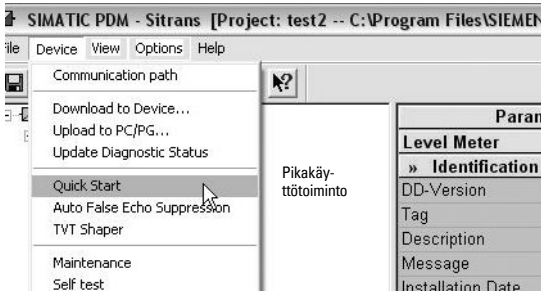 SIMATIC PDM - Sitrans [Project: test2 -- C:\Program Files\SIEMEN
File Device View Options Help
Communication path
Download to Device...
Upload to PC/PG...
Update Diagnostic Status
Quick Start
Auto False Echo Suppression
TVT Shaper
Maintenance
Self test
Pikakäy-
ttötoiminto
Param
Level Meter
» Identification
DD-Version
Tag
Description
Message
Installation Date